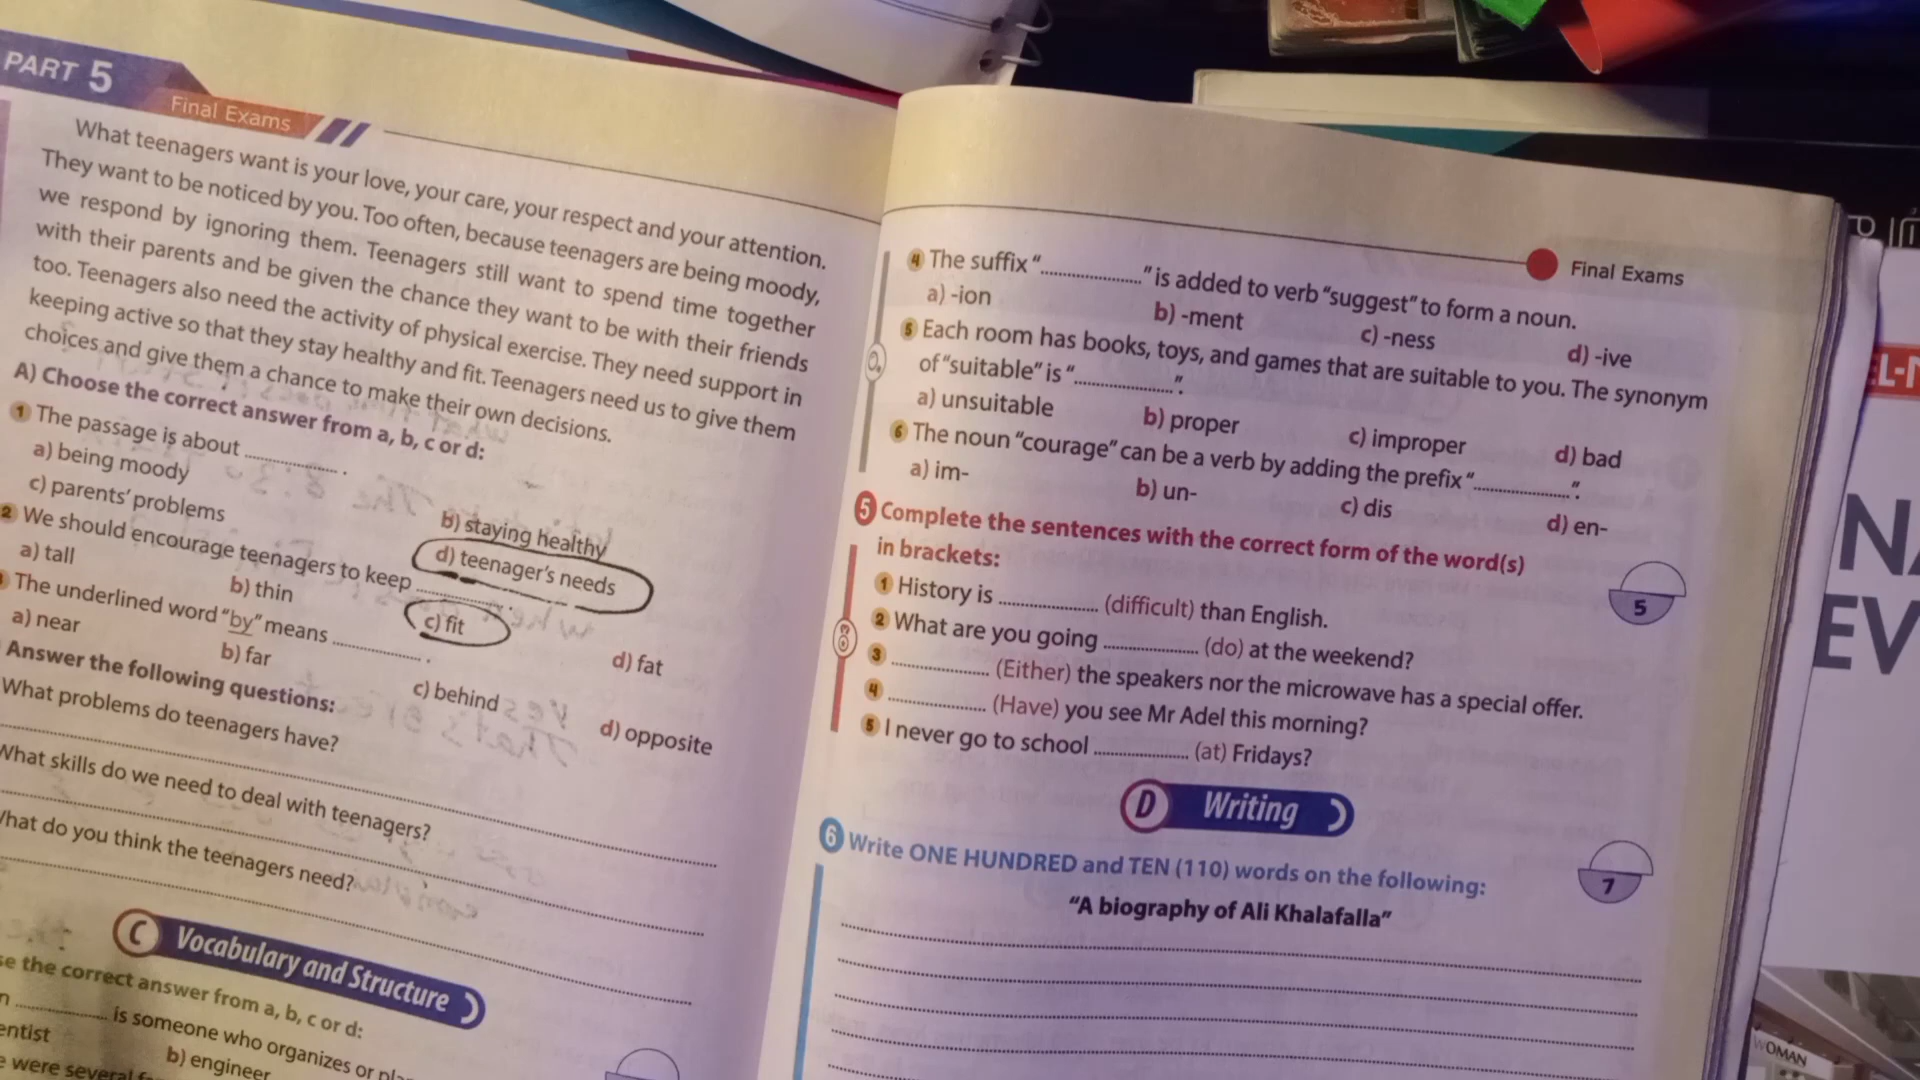 PART 5
Final Exams
What teenagers want is your love, your care, your respect and your attention.
They want to be noticed by you. Too often, because teenagers are being moody,
we respond by ignoring them. Teenagers still want to spend time together
with their parents and be given the chance they want to be with their friends
too. Teenagers also need the activity of physical exercise. They need support in
keeping active so that they stay healthy and fit. Teenagers need us to give them
choices and give them a chance to make their own decisions.
A) Choose the correct answer from a, b, c or d:
1 The passage is about .................. .
a) being moody
b) staying healthy
c) parents' problems
d) teenager's needs
2 We should encourage teenagers to keep .................. .
a) tall
b) thin
c) fit
d) fat
The underlined word "by" means .................. .
a) near
b) far
c) behind
d) opposite
Answer the following questions:
What problems do teenagers have?
What skills do we need to deal with teenagers?
What do you think the teenagers need?
C Vocabulary and Structure
the correct answer from a, b, c or d:
.................. is someone who organizes or
b) engineer
were several
Final Exams
4 The suffix ".................." is added to verb "suggest" to form a noun.
a) -ion
b) -ment
c) -ness
d) -ive
5 Each room has books, toys, and games that are suitable to you. The synonym
of "suitable" is "..................".
a) unsuitable
b) proper
c) improper
d) bad
6 The noun "courage" can be a verb by adding the prefix "..................".
a) im-
b) un-
c) dis
d) en-
5 Complete the sentences with the correct form of the word(s)
in brackets:
5
1 History is .................. (difficult) than English.
2 What are you going .................. (do) at the weekend?
3 .................. (Either) the speakers nor the microwave has a special offer.
4 .................. (Have) you see Mr Adel this morning?
5 I never go to school .................. (at) Fridays?
D Writing
6 Write ONE HUNDRED and TEN (110) words on the following:
7
"A biography of Ali Khalafalla"
WOMAN